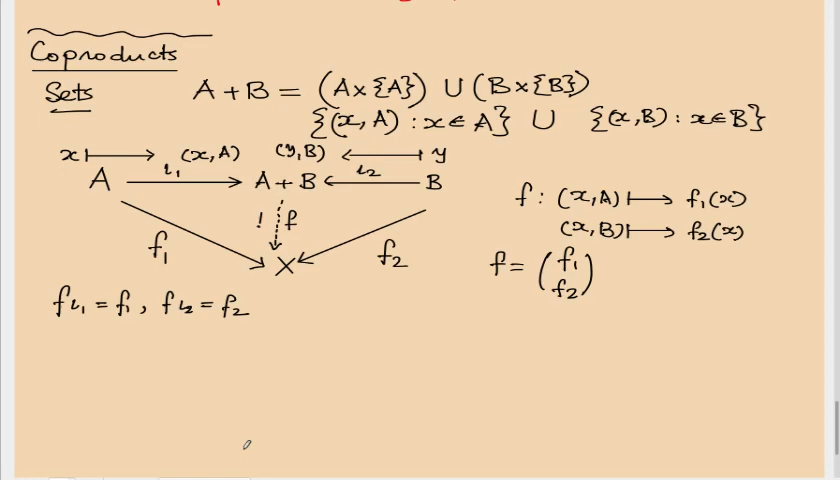 Coproducts
Sets A + B = (A × {A}) ∪ (B × {B})
{(x, A) : x ∈ A} ∪ {(x, B) : x ∈ B}
x ↦ (x, A) (y, B) ↤ y
A ι₁ A + B ι₂ B
f : (x, A) ↦ f₁(x)
(x, B) ↦ f₂(x)
! f
f₁ X f₂
f = (f₁ f₂)
fι₁ = f₁, fι₂ = f₂